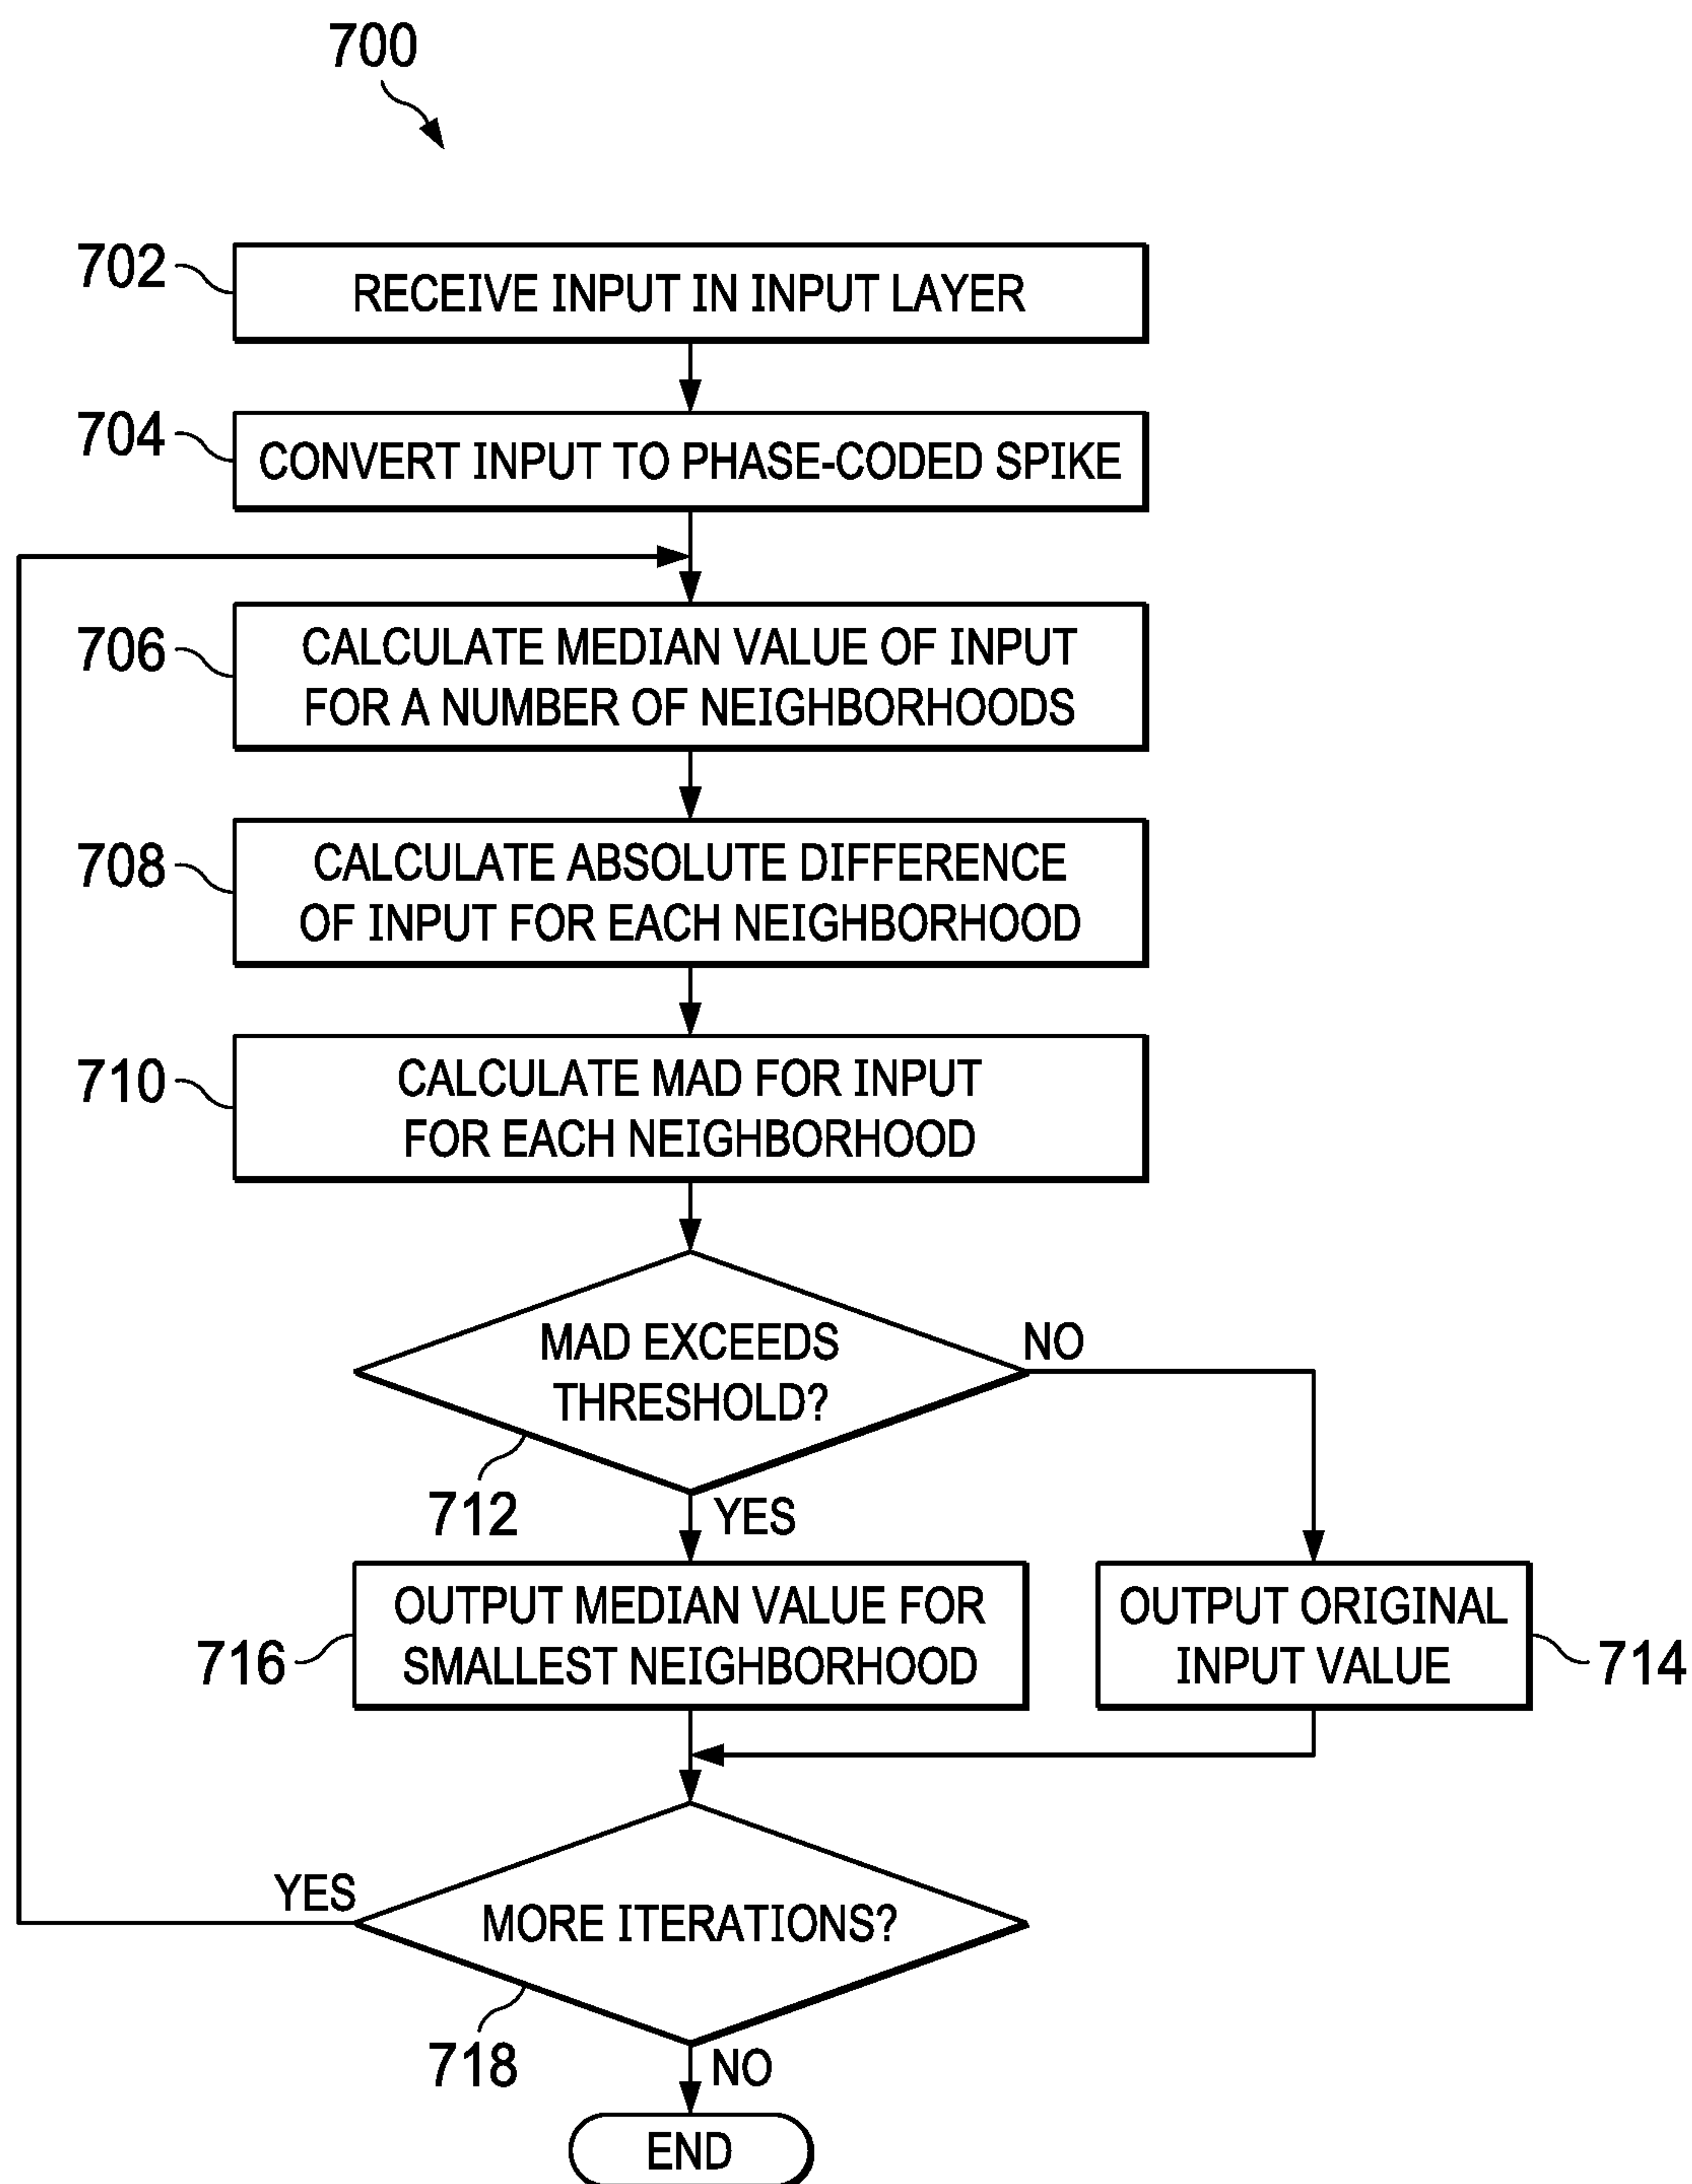 700
702
RECEIVE INPUT IN INPUT LAYER
704
CONVERT INPUT TO PHASE-CODED SPIKE
706
CALCULATE MEDIAN VALUE OF INPUT
FOR A NUMBER OF NEIGHBORHOODS
708
CALCULATE ABSOLUTE DIFFERENCE
OF INPUT FOR EACH NEIGHBORHOOD
710
CALCULATE MAD FOR INPUT
FOR EACH NEIGHBORHOOD
MAD EXCEEDS
THRESHOLD?
NO
712
YES
OUTPUT MEDIAN VALUE FOR
SMALLEST NEIGHBORHOOD
716
OUTPUT ORIGINAL
INPUT VALUE
714
YES
MORE ITERATIONS?
718
NO
END